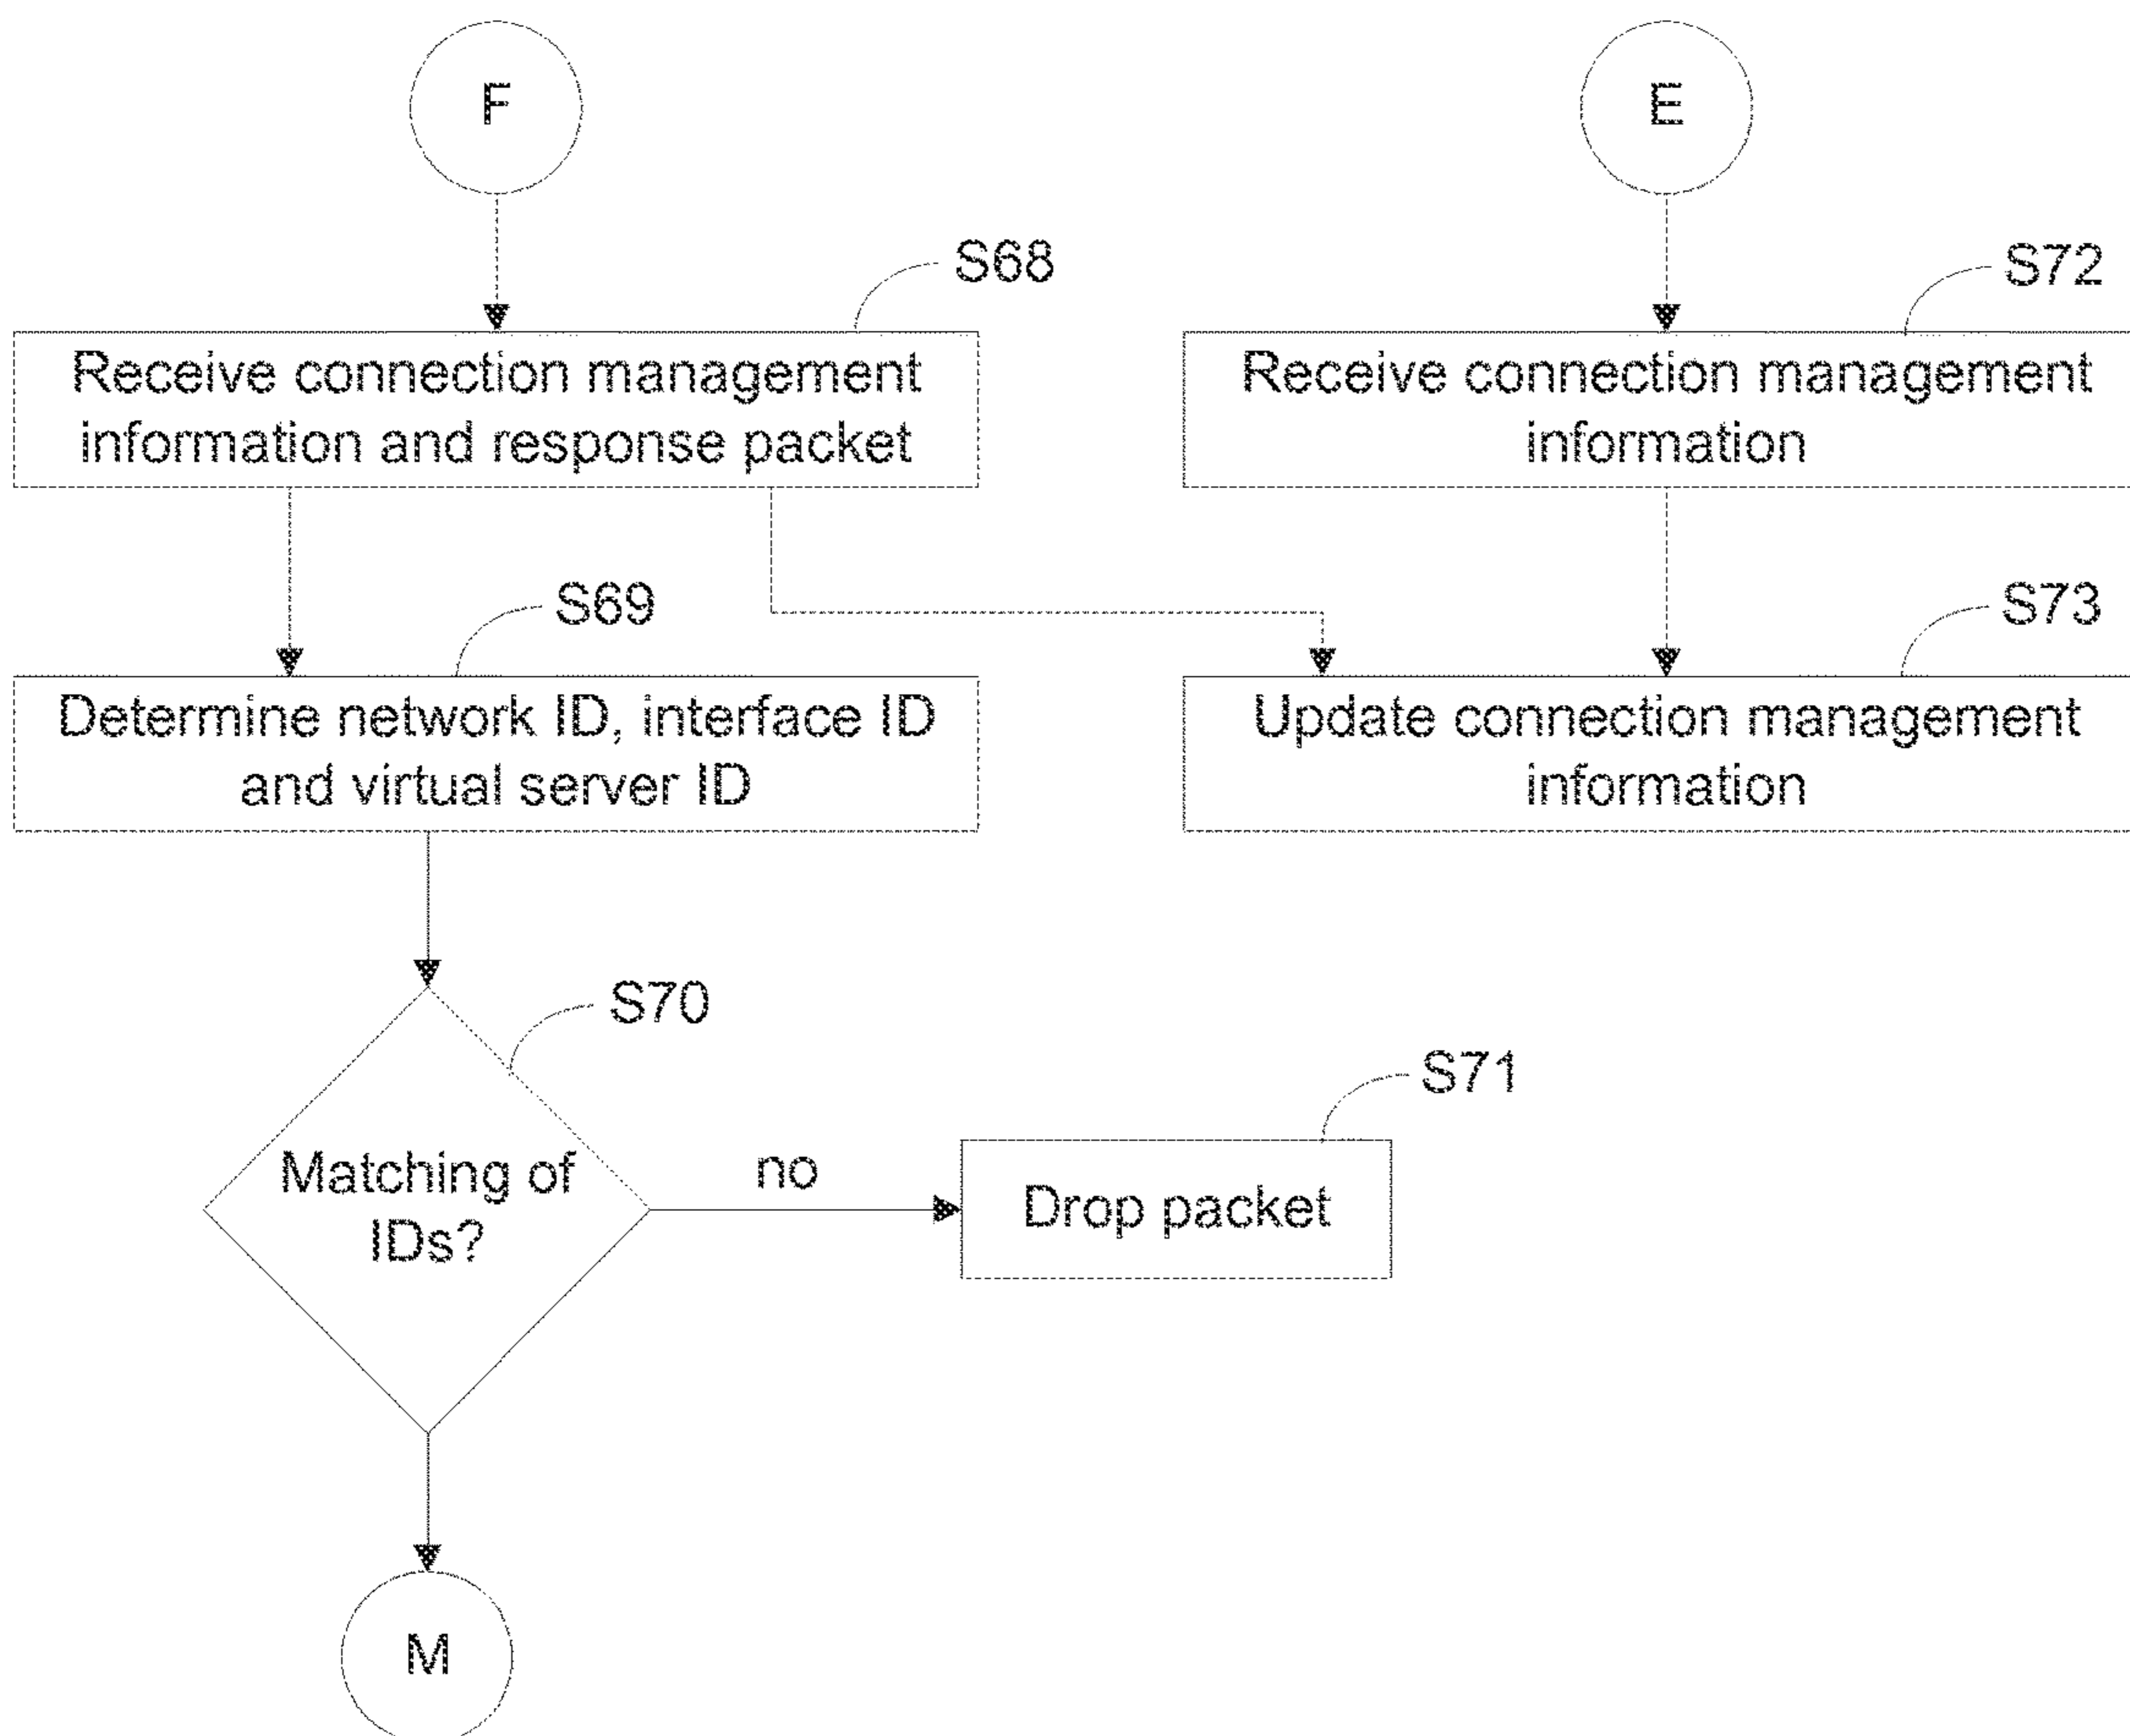 F
E
S68
S72
Receive connection management
information and response packet
Receive connection management
information
S69
S73
Determine network ID, interface ID
and virtual server ID
Update connection management
information
S70
S71
Matching of
IDs?
no
Drop packet
M